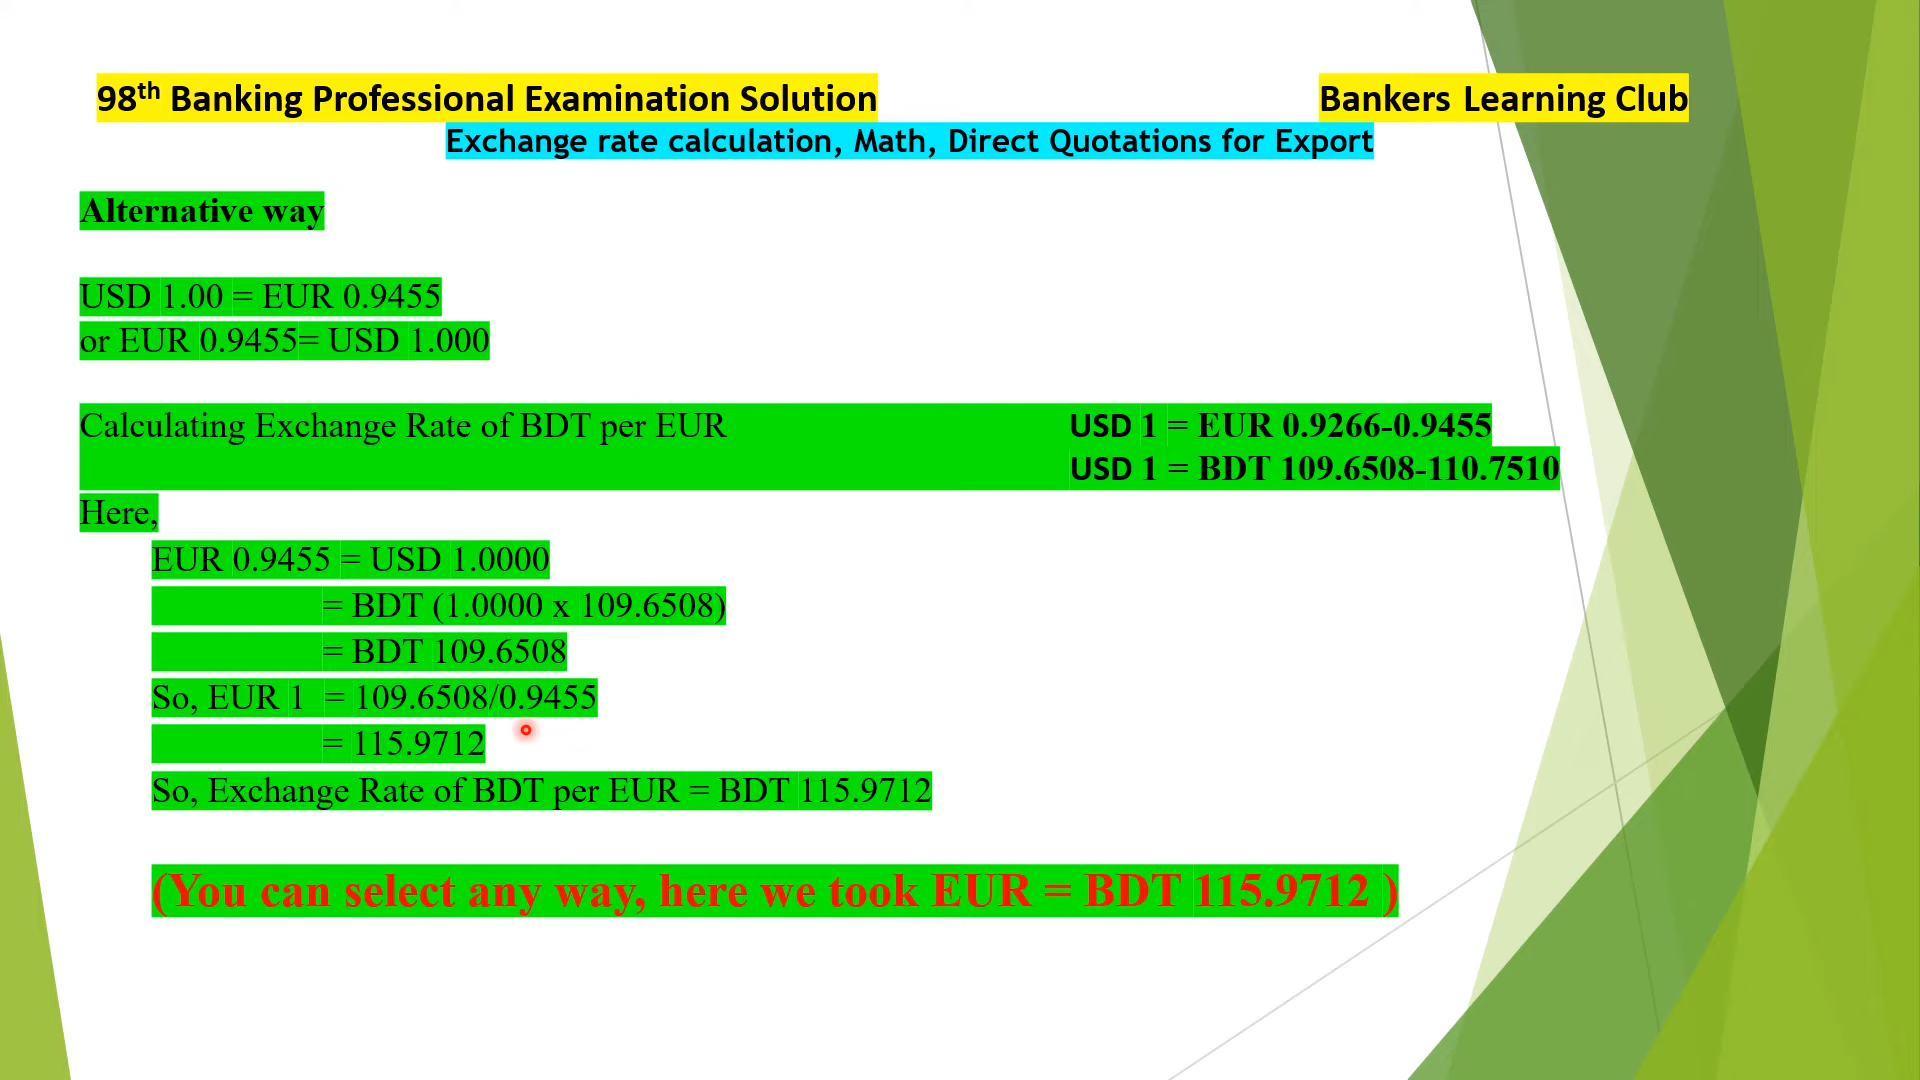 98th Banking Professional Examination Solution Bankers Learning Club
Exchange rate calculation, Math, Direct Quotations for Export
Alternative way
USD 1.00 = EUR 0.9455
or EUR 0.9455= USD 1.000
Calculating Exchange Rate of BDT per EUR USD 1 = EUR 0.9266-0.9455
USD 1 = BDT 109.6508-110.7510
Here,
EUR 0.9455 = USD 1.0000
= BDT (1.0000 x 109.6508)
= BDT 109.6508
So, EUR 1 = 109.6508/0.9455
= 115.9712
So, Exchange Rate of BDT per EUR = BDT 115.9712
(You can select any way, here we took EUR = BDT 115.9712 )